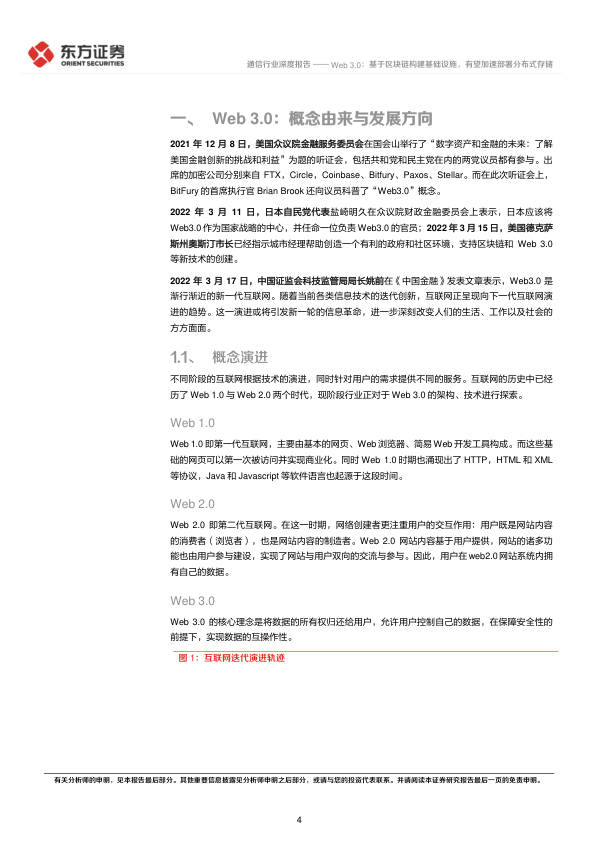 东方证券
ORIENT SECURITIES
通信行业深度报告 —— Web 3.0：基于区块链构建基础设施，有望加速部署分布式存储
一、 Web 3.0：概念由来与发展方向
2021 年 12 月 8 日，美国众议院金融服务委员会在国会山举行了“数字资产和金融的未来：了解
美国金融创新的挑战和利益”为题的听证会，包括共和党和民主党在内的两党议员都有参与。出
席的加密公司分别来自 FTX，Circle，Coinbase、Bitfury、Paxos、Stellar。而在此次听证会上，
BitFury 的首席执行官 Brian Brook 还向议员科普了“Web3.0”概念。
2022 年 3 月 11 日，日本自民党代表盐崎明久在众议院财政金融委员会上表示，日本应该将
Web3.0 作为国家战略的中心，并任命一位负责 Web3.0 的官员；2022 年 3 月 15 日，美国德克萨
斯州奥斯汀市长已经指示城市经理帮助创造一个有利的政府和社区环境，支持区块链和 Web 3.0
等新技术的创建。
2022 年 3 月 17 日，中国证监会科技监管局局长姚前在《中国金融》发表文章表示，Web3.0 是
渐行渐近的新一代互联网。随着当前各类信息技术的迭代创新，互联网正呈现向下一代互联网演
进的趋势。这一演进或将引发新一轮的信息革命，进一步深刻改变人们的生活、工作以及社会的
方方面面。
1.1、 概念演进
不同阶段的互联网根据技术的演进，同时针对用户的需求提供不同的服务。互联网的历史中已经
历了 Web 1.0 与 Web 2.0 两个时代，现阶段行业正对于 Web 3.0 的架构、技术进行探索。
Web 1.0
Web 1.0 即第一代互联网，主要由基本的网页、Web 浏览器、简易 Web 开发工具构成。而这些基
础的网页可以第一次被访问并实现商业化。同时 Web 1.0 时期也涌现出了 HTTP，HTML 和 XML
等协议，Java 和 Javascript 等软件语言也起源于这段时间。
Web 2.0
Web 2.0 即第二代互联网。在这一时期，网络创建者更注重用户的交互作用：用户既是网站内容
的消费者（浏览者），也是网站内容的制造者。Web 2.0 网站内容基于用户提供，网站的诸多功
能也由用户参与建设，实现了网站与用户双向的交流与参与。因此，用户在 web2.0 网站系统内拥
有自己的数据。
Web 3.0
Web 3.0 的核心理念是将数据的所有权归还给用户，允许用户控制自己的数据，在保障安全性的
前提下，实现数据的互操作性。
图 1：互联网迭代演进轨迹
有关分析师的申明，见本报告最后部分。其他重要信息披露见分析师申明之后部分，或请与您的投资代表联系。并请阅读本证券研究报告最后一页的免责申明。
4